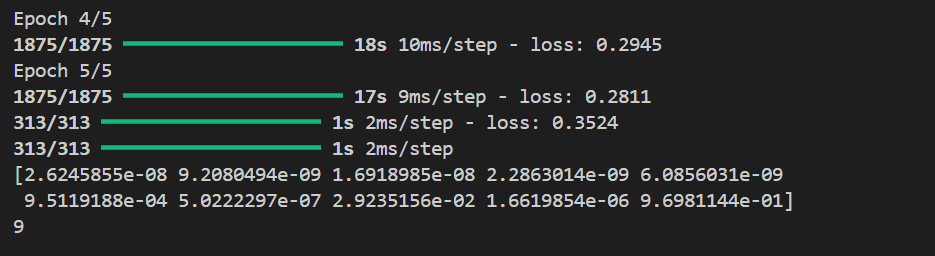 Epoch 4/5
1875/1875 ━━━━━━━━━━━━━━━━━━━━ 18s 10ms/step - loss: 0.2945
Epoch 5/5
1875/1875 ━━━━━━━━━━━━━━━━━━━━ 17s 9ms/step - loss: 0.2811
313/313 ━━━━━━━━━━━━━━━━━━━━ 1s 2ms/step - loss: 0.3524
313/313 ━━━━━━━━━━━━━━━━━━━━ 1s 2ms/step
[2.6245855e-08 9.2080494e-09 1.6918985e-08 2.2863014e-09 6.0856031e-09
 9.5119188e-04 5.0222297e-07 2.9235156e-02 1.6619854e-06 9.6981144e-01]
9